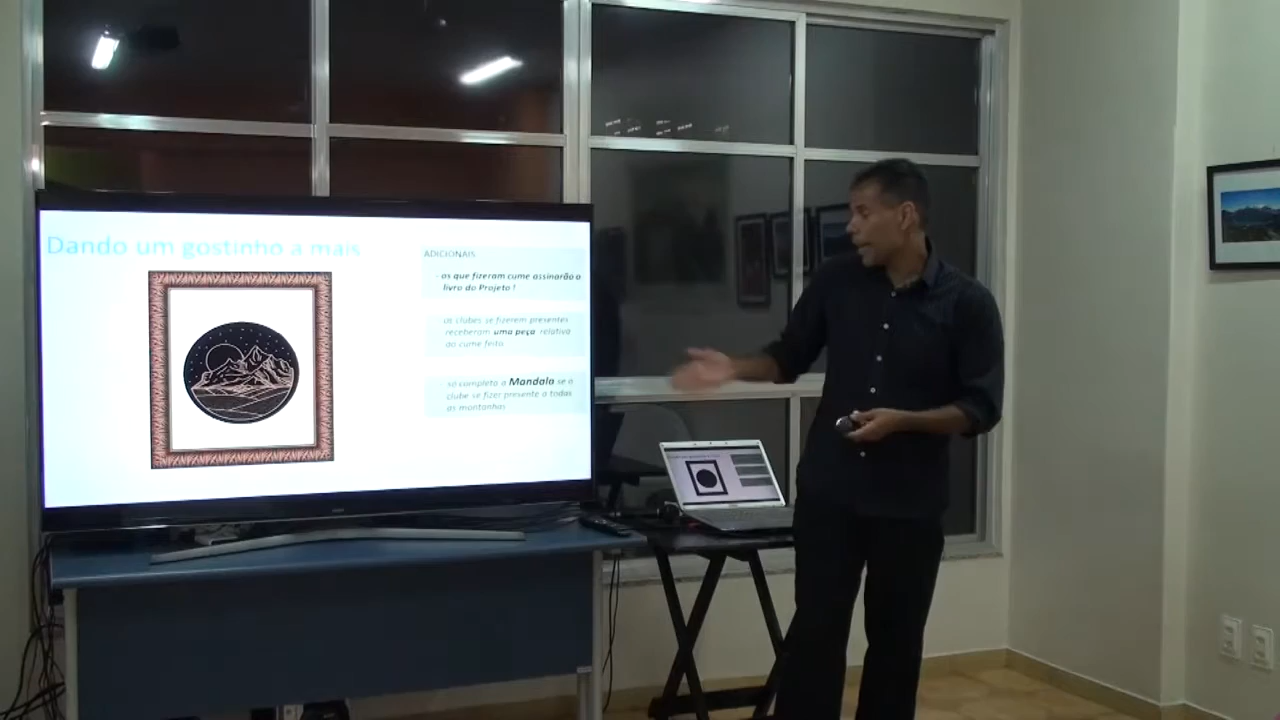 Dando um gostinho a mais
ADICIONAIS
- os que fizeram cume assinarão o
livro do Projeto !
- os clubes se fizerem presentes
receberam uma peça relativa
ao cume feito
- só completa a Mandala se o
clube se fizer presente a todas
as montanhas